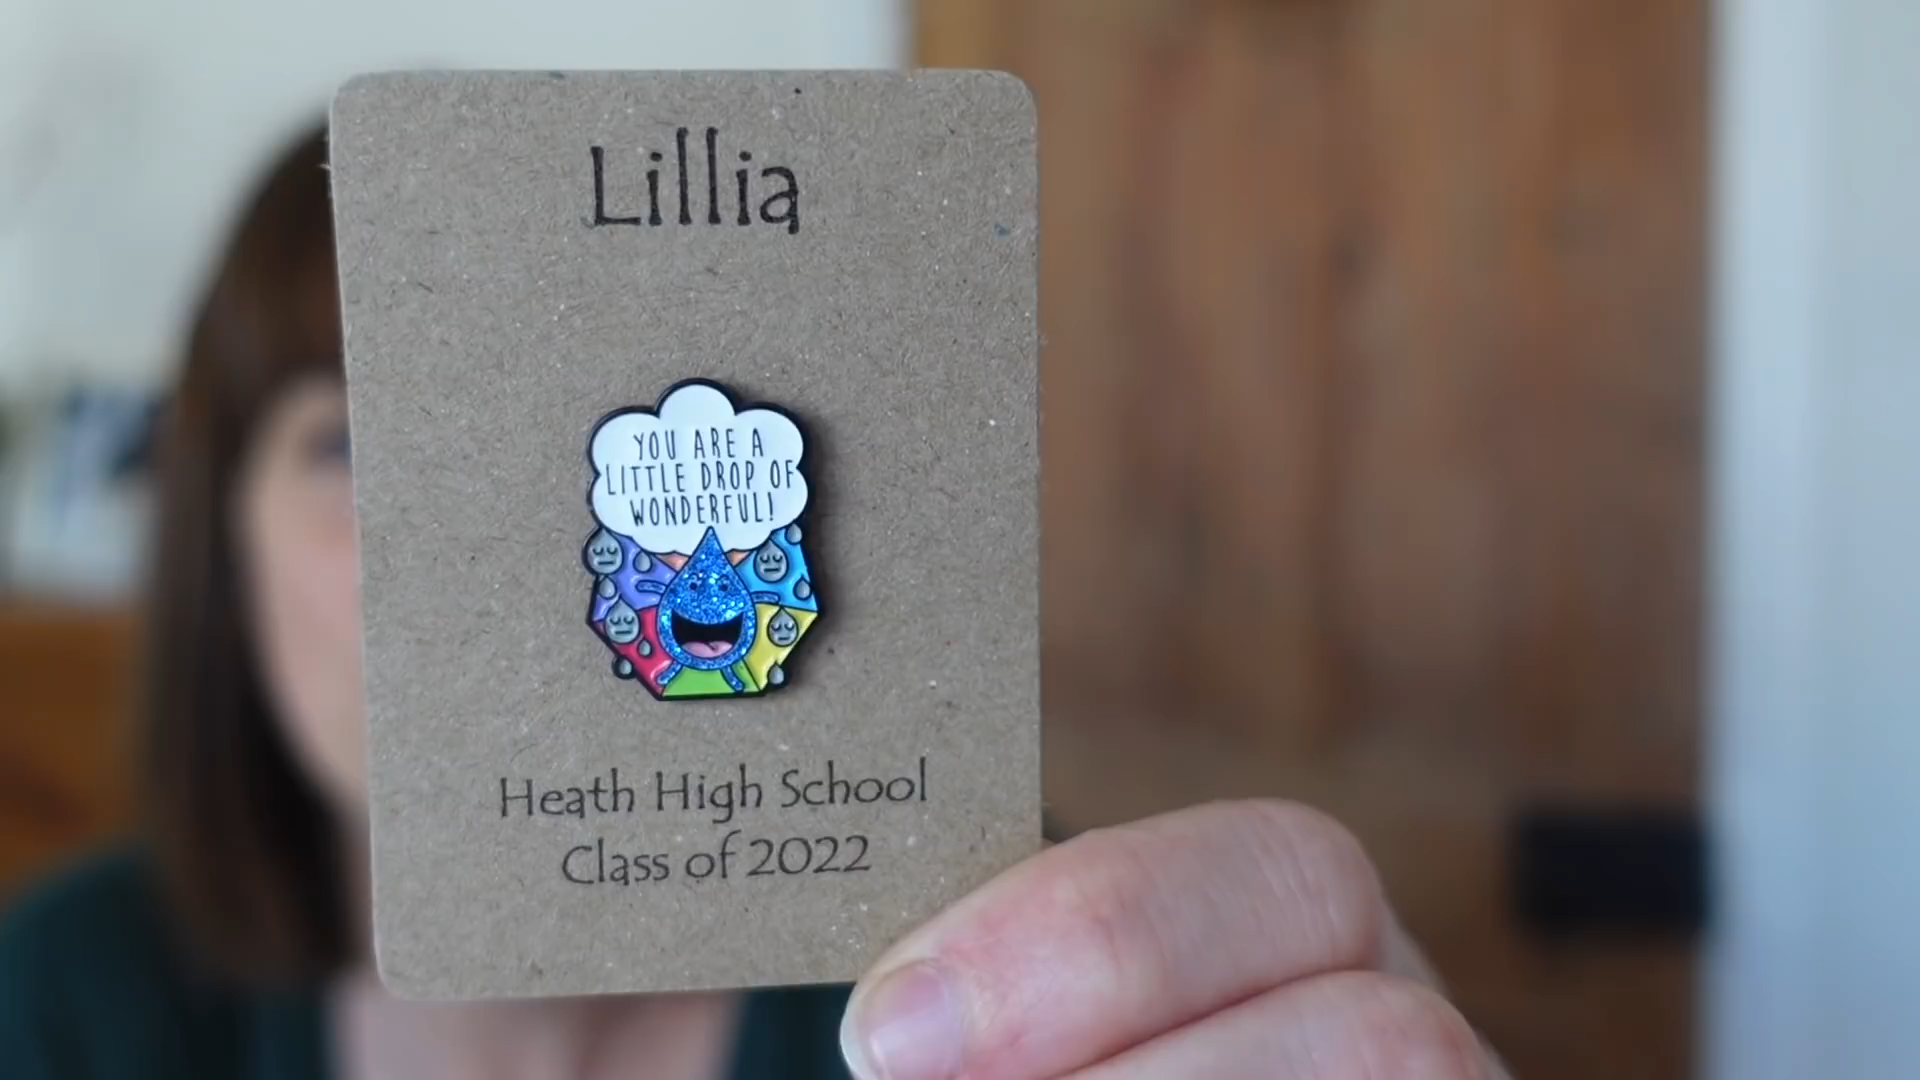 Lillia
YOU ARE A
LITTLE DROP OF
WONDERFUL!
Heath High School
Class of 2022